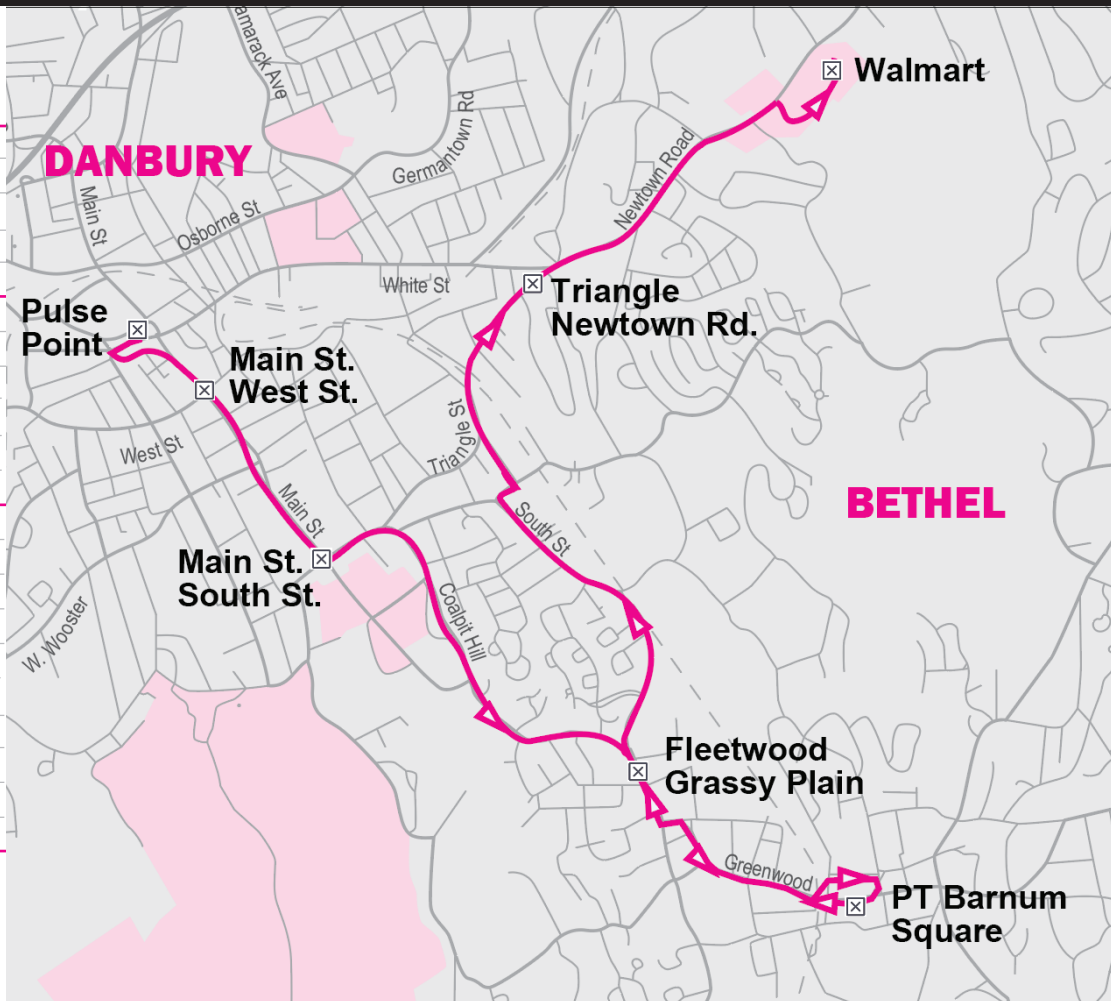 amarack Ave
Walmart
DANBURY
Germantown Rd
Newtown Road
Main St
Osborne St
White St
Triangle
Newtown Rd.
Pulse
Point
Main St.
West St.
West St
Triangle St
Main St
South St
BETHEL
Main St.
South St.
Coalpit Hill
W. Wooster
Fleetwood
Grassy Plain
Greenwood
PT Barnum
Square